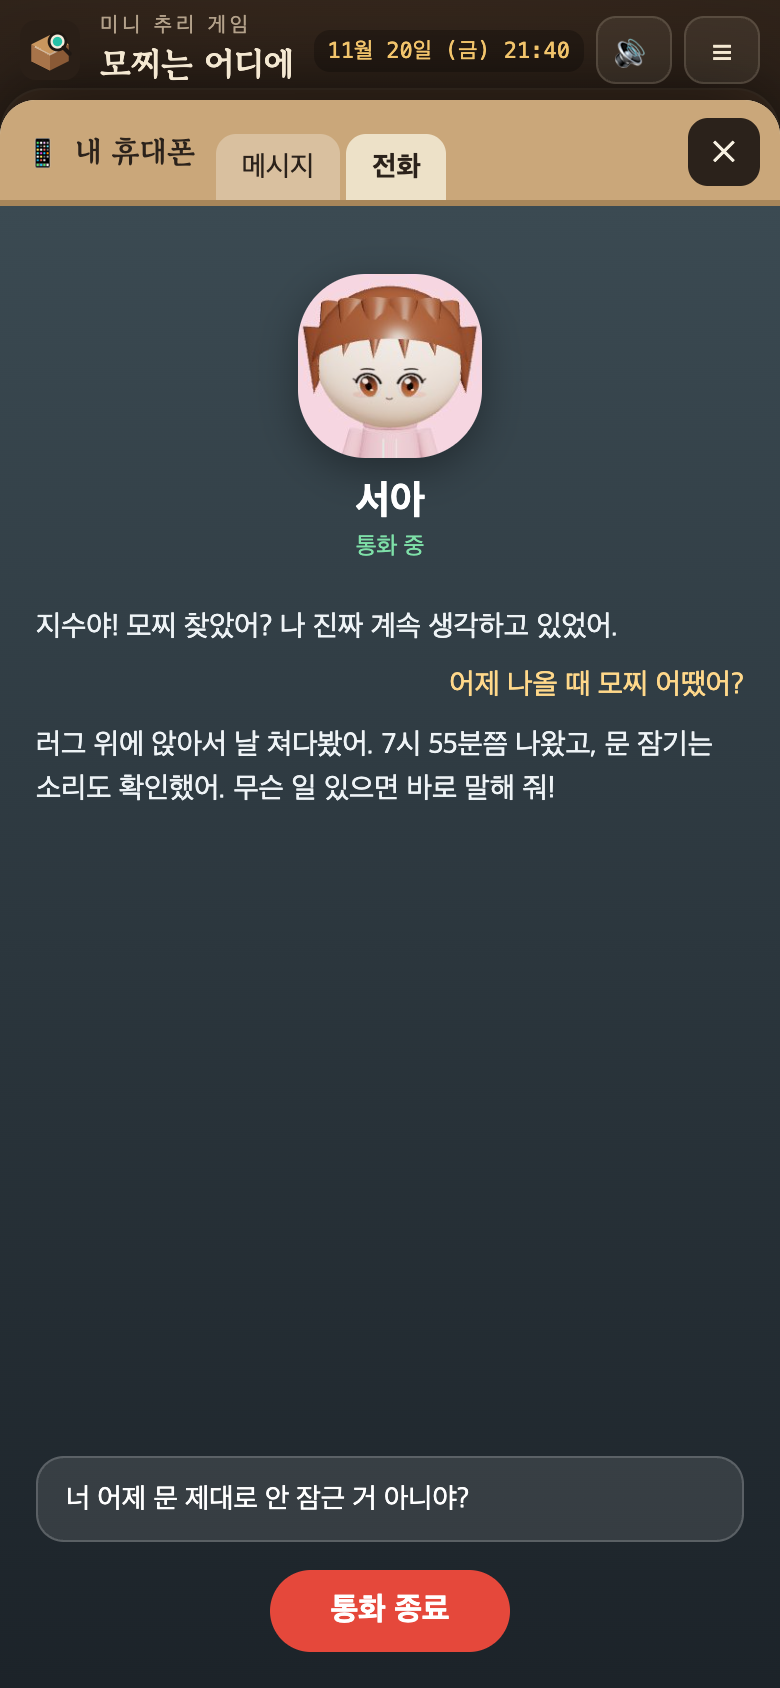 미니 추리 게임
모찌는 어디에
11월 20일 (금) 21:40
내 휴대폰
메시지
전화
서아
통화 중
지수야! 모찌 찾았어? 나 진짜 계속 생각하고 있었어.
어제 나올 때 모찌 어땠어?
러그 위에 앉아서 날 쳐다봤어. 7시 55분쯤 나왔고, 문 잠기는
소리도 확인했어. 무슨 일 있으면 바로 말해 줘!
너 어제 문 제대로 안 잠근 거 아니야?
통화 종료